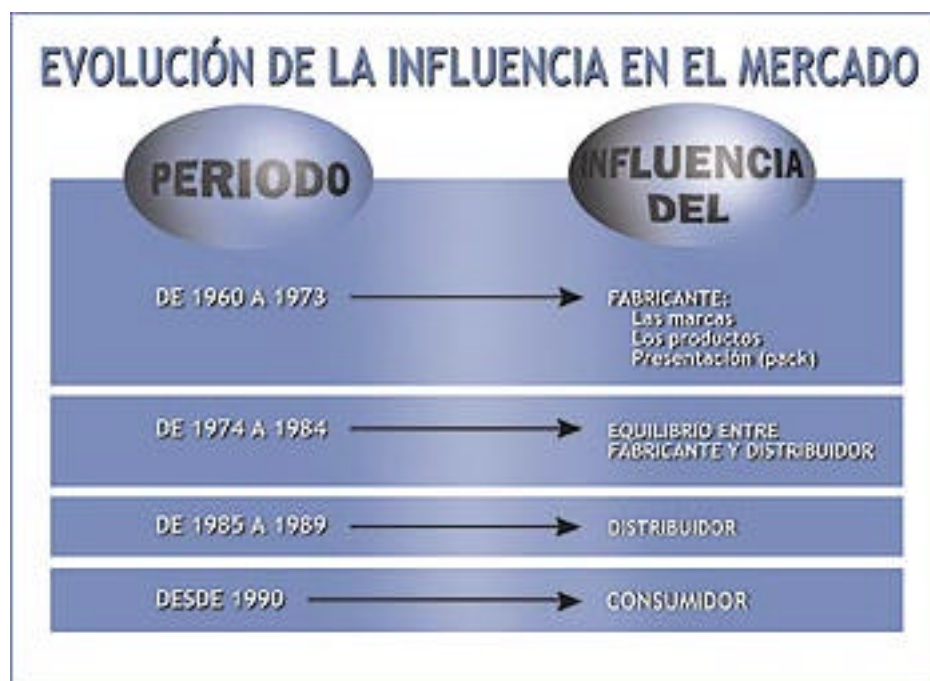 EVOLUCIÓN DE LA INFLUENCIA EN EL MERCADO
PERIODO
INFLUENCIA
DEL
DE 1960 A 1973
FABRICANTE:
Las marcas
Los productos
Presentación (pack)
DE 1974 A 1984
EQUILIBRIO ENTRE
FABRICANTE Y DISTRIBUIDOR
DE 1985 A 1989
DISTRIBUIDOR
DESDE 1990
CONSUMIDOR